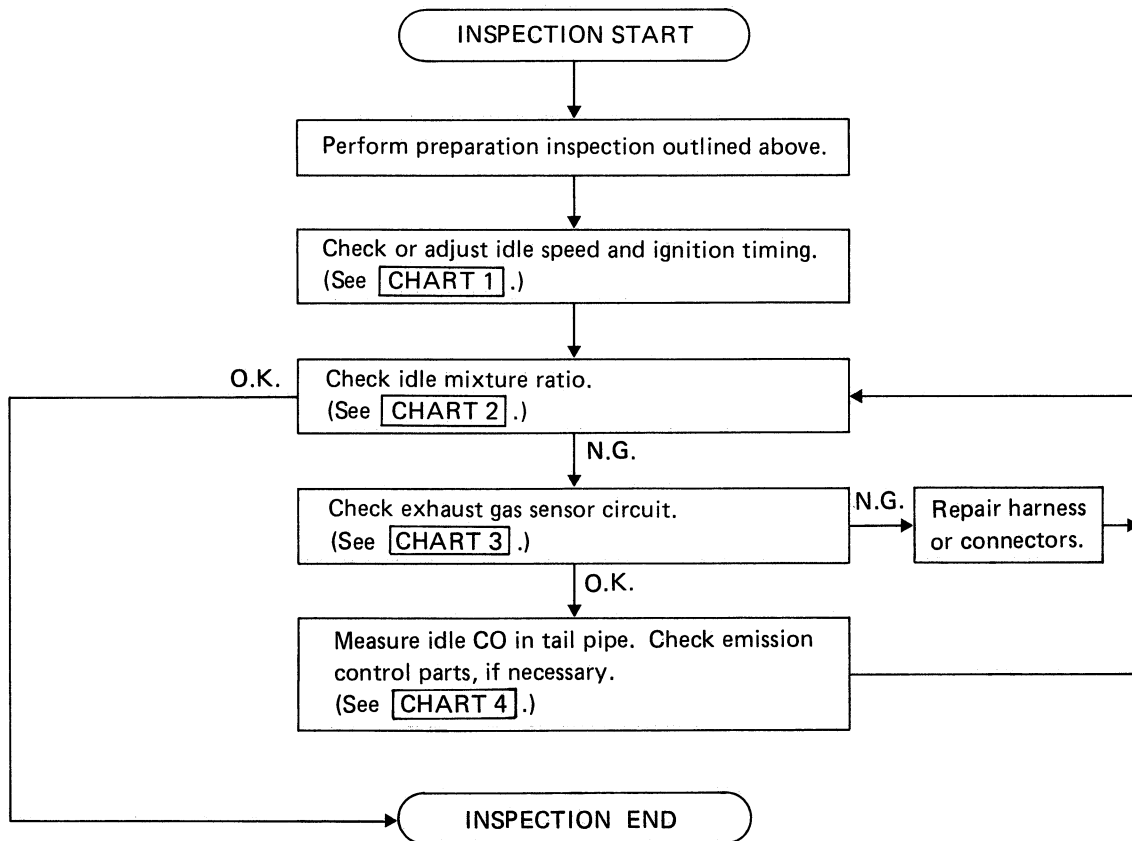 INSPECTION START
Perform preparation inspection outlined above.
Check or adjust idle speed and ignition timing.
(See CHART 1 .)
O.K.
Check idle mixture ratio.
(See CHART 2 .)
N.G.
Check exhaust gas sensor circuit.
(See CHART 3 .)
N.G.
Repair harness
or connectors.
O.K.
Measure idle CO in tail pipe. Check emission
control parts, if necessary.
(See CHART 4 .)
INSPECTION END